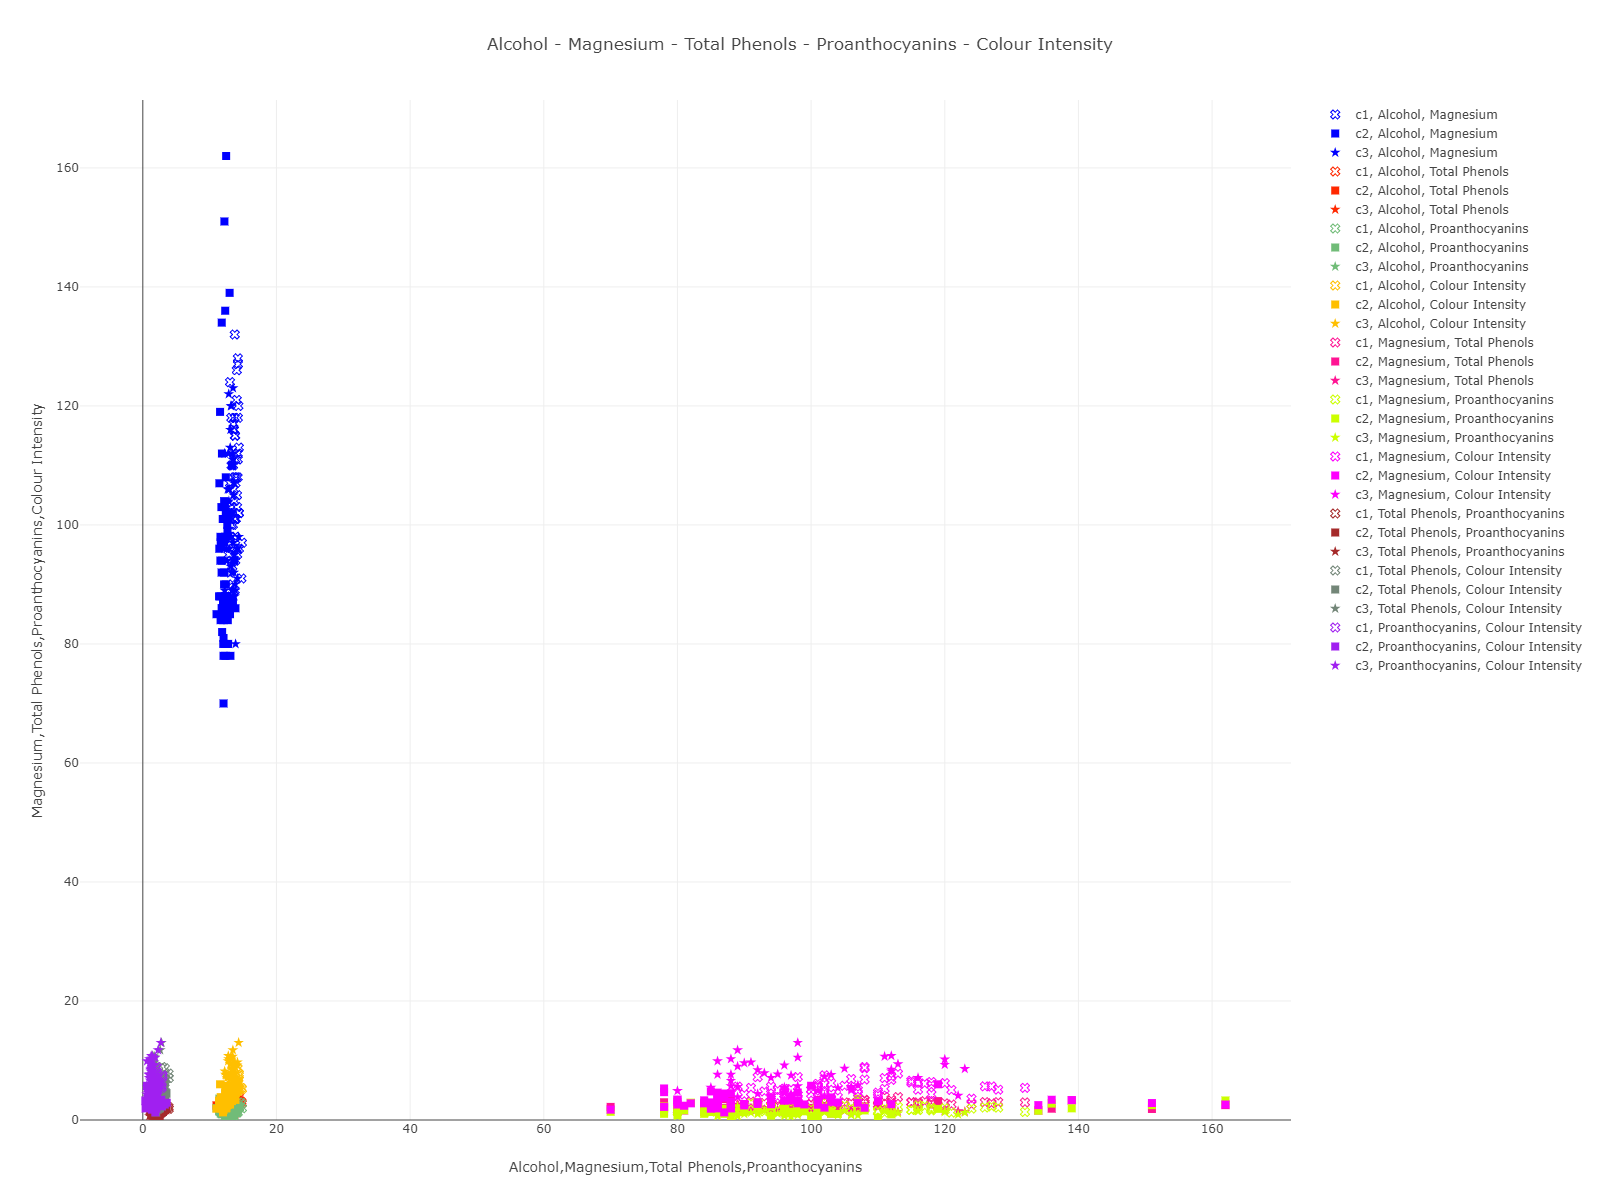 Alcohol - Magnesium - Total Phenols - Proanthocyanins - Colour Intensity
Magnesium,Total Phenols,Proanthocyanins,Colour Intensity
160
140
120
100
80
60
40
20
0
0 20 40 60 80 100 120 140 160
Alcohol,Magnesium,Total Phenols,Proanthocyanins
c1, Alcohol, Magnesium
c2, Alcohol, Magnesium
c3, Alcohol, Magnesium
c1, Alcohol, Total Phenols
c2, Alcohol, Total Phenols
c3, Alcohol, Total Phenols
c1, Alcohol, Proanthocyanins
c2, Alcohol, Proanthocyanins
c3, Alcohol, Proanthocyanins
c1, Alcohol, Colour Intensity
c2, Alcohol, Colour Intensity
c3, Alcohol, Colour Intensity
c1, Magnesium, Total Phenols
c2, Magnesium, Total Phenols
c3, Magnesium, Total Phenols
c1, Magnesium, Proanthocyanins
c2, Magnesium, Proanthocyanins
c3, Magnesium, Proanthocyanins
c1, Magnesium, Colour Intensity
c2, Magnesium, Colour Intensity
c3, Magnesium, Colour Intensity
c1, Total Phenols, Proanthocyanins
c2, Total Phenols, Proanthocyanins
c3, Total Phenols, Proanthocyanins
c1, Total Phenols, Colour Intensity
c2, Total Phenols, Colour Intensity
c3, Total Phenols, Colour Intensity
c1, Proanthocyanins, Colour Intensity
c2, Proanthocyanins, Colour Intensity
c3, Proanthocyanins, Colour Intensity